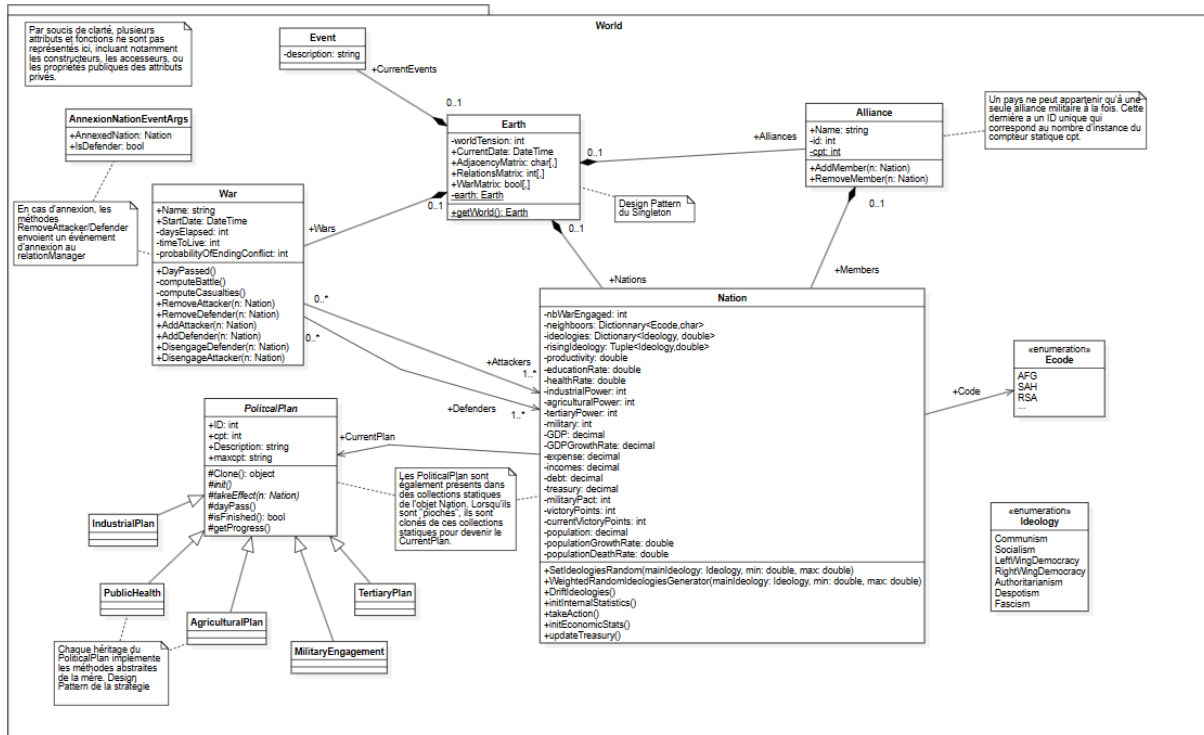 World
Par soucis de clarté, plusieurs
attributs et fonctions ne sont pas
représentés ici, incluant notamment
les constructeurs, les accesseurs, ou
les propriétés publiques des attributs
privés.
Event
-description: string
+CurrentEvents
0..1
AnnexionNationEventArgs
+AnnexedNation: Nation
+IsDefender: bool
Earth
-worldTension: int
+CurrentDate: DateTime
+AdjacencyMatrix: char[,]
+RelationsMatrix: int[,]
+WarMatrix: bool[,]
-earth: Earth
+getWorld(): Earth
0..1
+Alliances
Alliance
+Name: string
-id: int
-cpt: int
+AddMember(n: Nation)
+RemoveMember(n: Nation)
0..1
Un pays ne peut appartenir qu'à une
seule alliance militaire à la fois. Cette
dernière a un ID unique qui
correspond au nombre d'instance du
compteur statique cpt.
En cas d'annexion, les
méthodes
RemoveAttacker/Defender
envoient un évènement
d'annexion au
relationManager
War
+Name: string
+StartDate: DateTime
-daysElapsed: int
-timeToLive: int
-probabilityOfEndingConflict: int
+DayPassed()
-computeBattle()
-computeCasualties()
+RemoveAttacker(n: Nation)
+RemoveDefender(n: Nation)
+AddAttacker(n: Nation)
+AddDefender(n: Nation)
+DisengageDefender(n: Nation)
+DisengageAttacker(n: Nation)
0..1
+Wars
0..1
Design Pattern
du Singleton
+Nations
+Members
0..*
0..*
+Attackers
1..*
+Defenders
1..*
Nation
-nbWarEngaged: int
-neighboors: Dictionnary<Ecode,char>
-ideologies: Dictionary<Ideology, double>
-risingIdeology: Tuple<Ideology,double>
-productivity: double
-educationRate: double
-healthRate: double
-industrialPower: int
-agriculturalPower: int
-tertiaryPower: int
-military: int
-GDP: decimal
-GDPGrowthRate: decimal
-expense: decimal
-incomes: decimal
-debt: decimal
-treasury: decimal
-militaryPact: int
-victoryPoints: int
-currentVictoryPoints: int
-population: decimal
-populationGrowthRate: double
-populationDeathRate: double
+SetIdeologiesRandom(mainIdeology: Ideology, min: double, max: double)
+WeightedRandomIdeologiesGenerator(mainIdeology: Ideology, min: double, max: double)
+DriftIdeologies()
+initInternalStatistics()
+takeAction()
+initEconomicStats()
+updateTreasury()
+Code
«enumeration»
Ecode
AFG
SAH
RSA
...
PolitcalPlan
+ID: int
+cpt: int
+Description: string
+maxcpt: string
#Clone(): object
#init()
#takeEffect(n: Nation)
#dayPass()
#isFinished(): bool
#getProgress()
+CurrentPlan
Les PoliticalPlan sont
également présents dans
des collections statiques
de l'objet Nation. Lorsqu'ils
sont "piochés", ils sont
clonés de ces collections
statiques pour devenir le
CurrentPlan.
«enumeration»
Ideology
Communism
Socialism
LeftWingDemocracy
RightWingDemocracy
Authoritarianism
Despotism
Fascism
IndustrialPlan
PublicHealth
AgriculturalPlan
TertiaryPlan
MilitaryEngagement
Chaque héritage du
PoliticalPlan implémente
les méthodes abstraites
de la mère. Design
Pattern de la stratégie